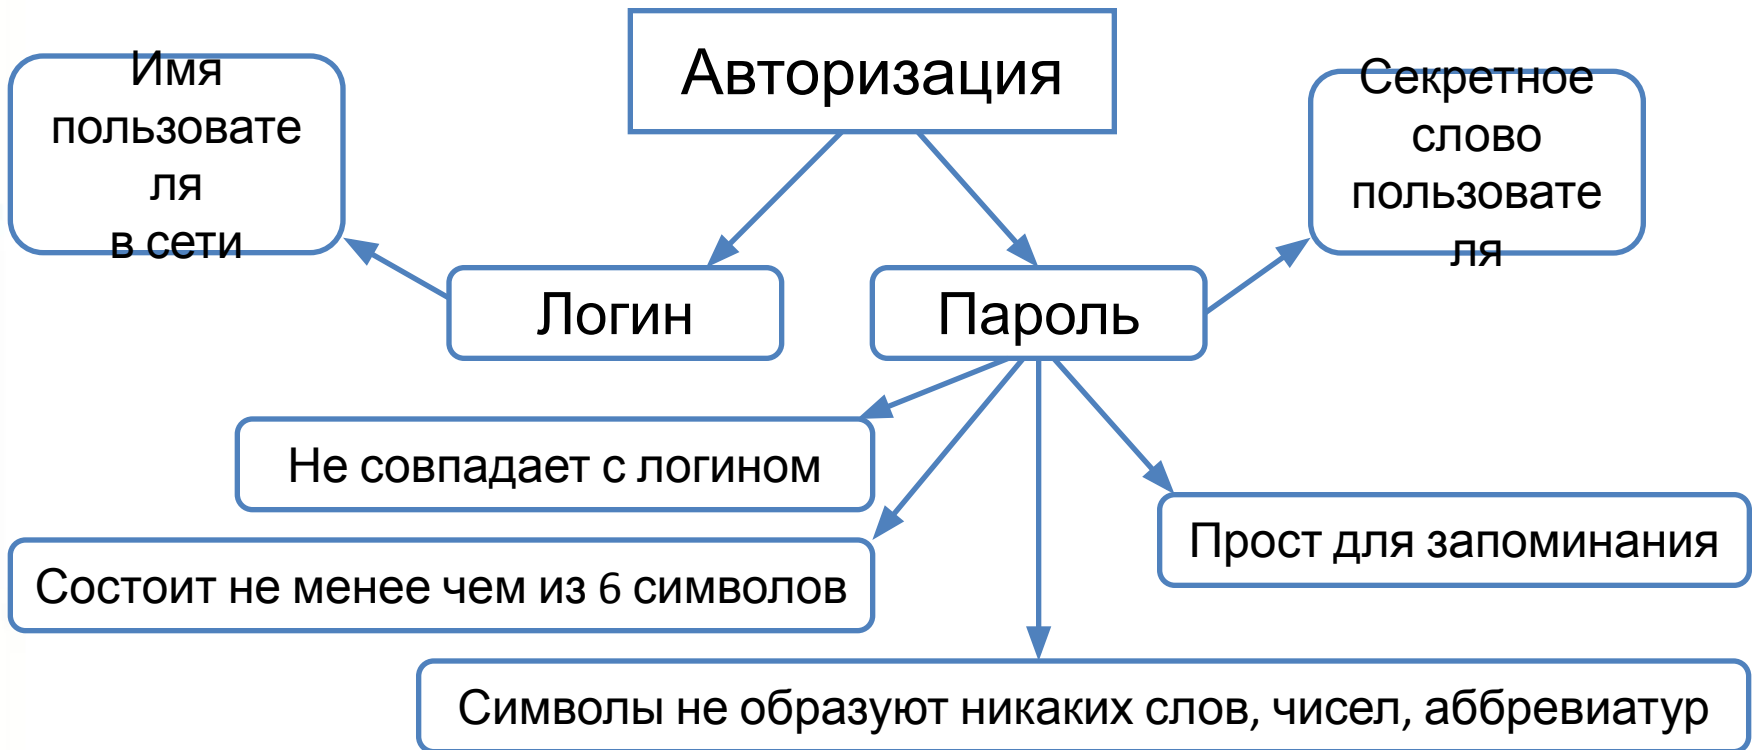 Авторизация
Имя
пользовате
ля
в сети
Секретное
слово
пользовате
ля
Логин
Пароль
Не совпадает с логином
Прост для запоминания
Состоит не менее чем из 6 символов
Символы не образуют никаких слов, чисел, аббревиатур